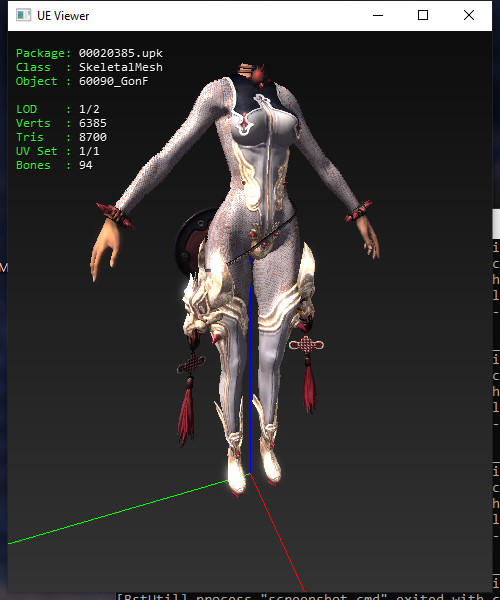 UE Viewer
Package: 00020385.upk
Class : SkeletalMesh
Object : 60090_GonF
LOD : 1/2
Verts : 6385
Tris : 8700
UV Set : 1/1
Bones : 94
M
i
c
h
l
-
i
c
h
l
-
i
c
h
l
-
i
[BstUtil] process "screenshot.cmd" exited with c